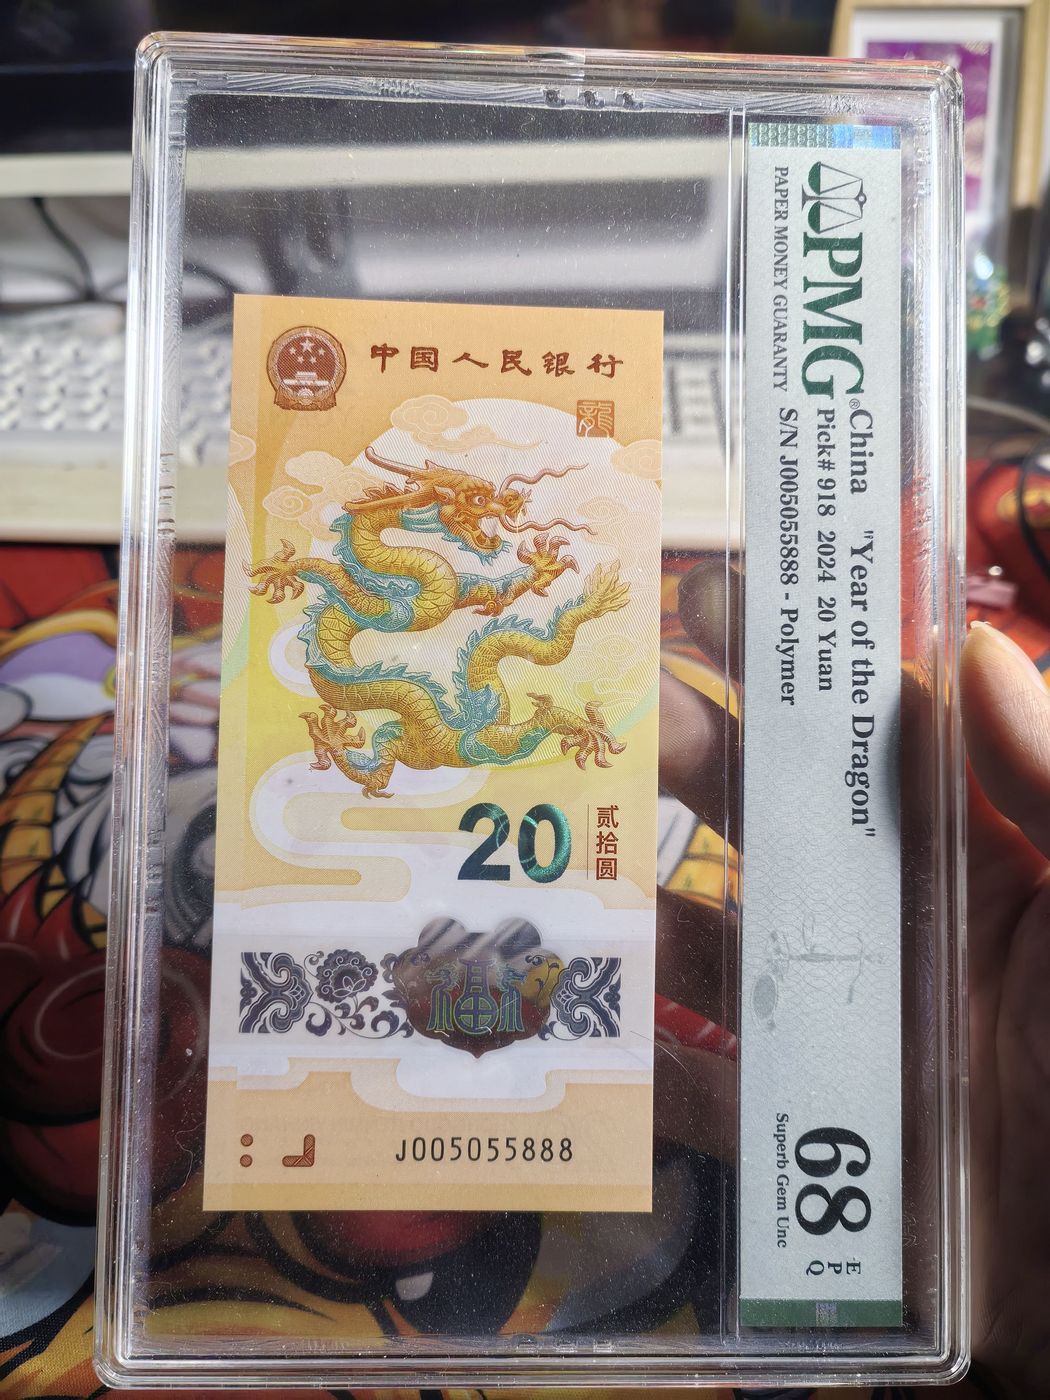 中国人民银行
龍
20
贰拾圆
福
J005055888
PMG®
PAPER MONEY GUARANTY
China "Year of the Dragon"
Pick# 918 2024 20 Yuan
S/N J005055888 - Polymer
68 EPQ
Superb Gem Unc